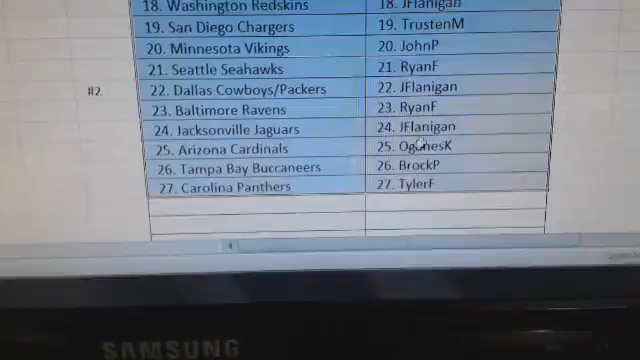 18. Washington Redskins 18. JFlanigan
19. San Diego Chargers 19. TrustenM
20. Minnesota Vikings 20. JohnP
21. Seattle Seahawks 21. RyanF
#2 22. Dallas Cowboys/Packers 22. JFlanigan
23. Baltimore Ravens 23. RyanF
24. Jacksonville Jaguars 24. JFlanigan
25. Arizona Cardinals 25.
26. Tampa Bay Buccaneers 26. BrockP
27. Carolina Panthers 27. TylerF
SAMSUNG